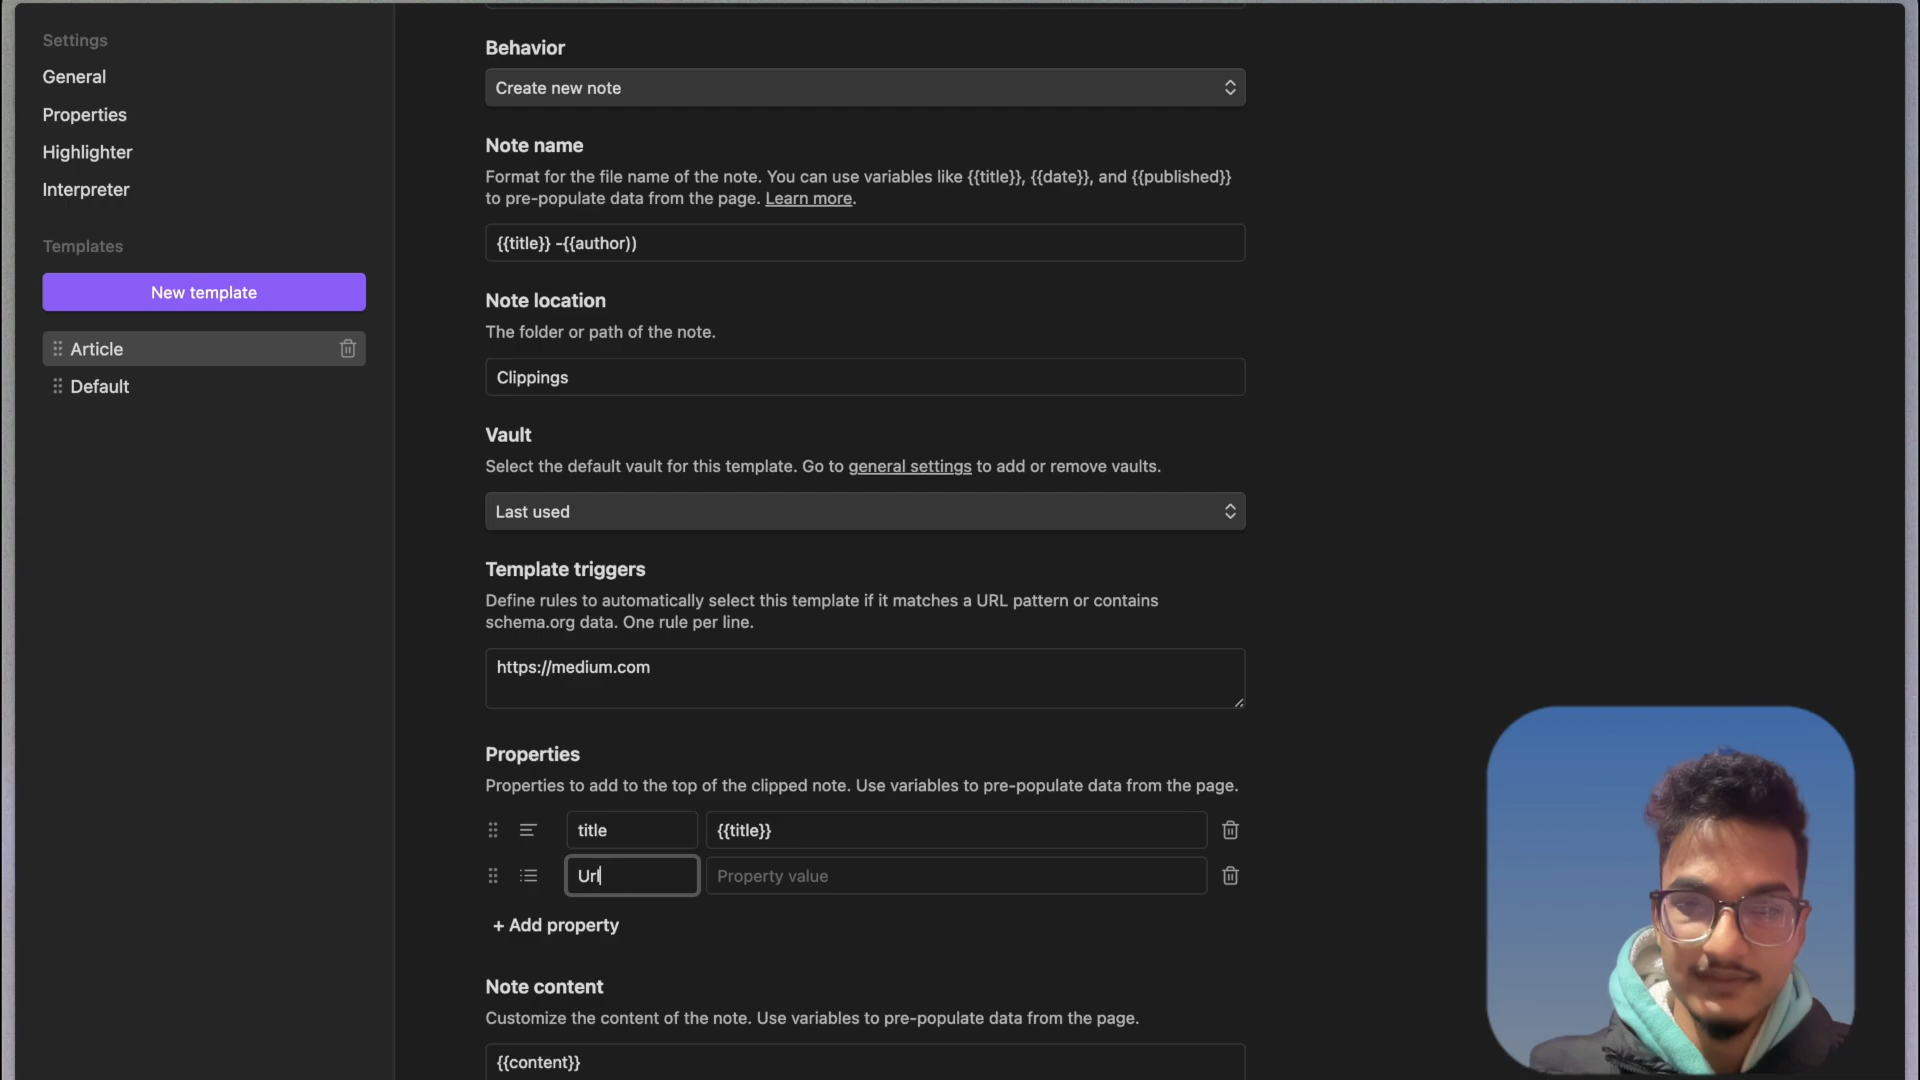 Settings
General
Properties
Highlighter
Interpreter
Templates
New template
Article
Default
Behavior
Create new note
Note name
Format for the file name of the note. You can use variables like {{title}}, {{date}}, and {{published}}
to pre-populate data from the page. Learn more.
{{title}} -{{author))
Note location
The folder or path of the note.
Clippings
Vault
Select the default vault for this template. Go to general settings to add or remove vaults.
Last used
Template triggers
Define rules to automatically select this template if it matches a URL pattern or contains
schema.org data. One rule per line.
https://medium.com
Properties
Properties to add to the top of the clipped note. Use variables to pre-populate data from the page.
title {{title}}
Url Property value
+ Add property
Note content
Customize the content of the note. Use variables to pre-populate data from the page.
{{content}}